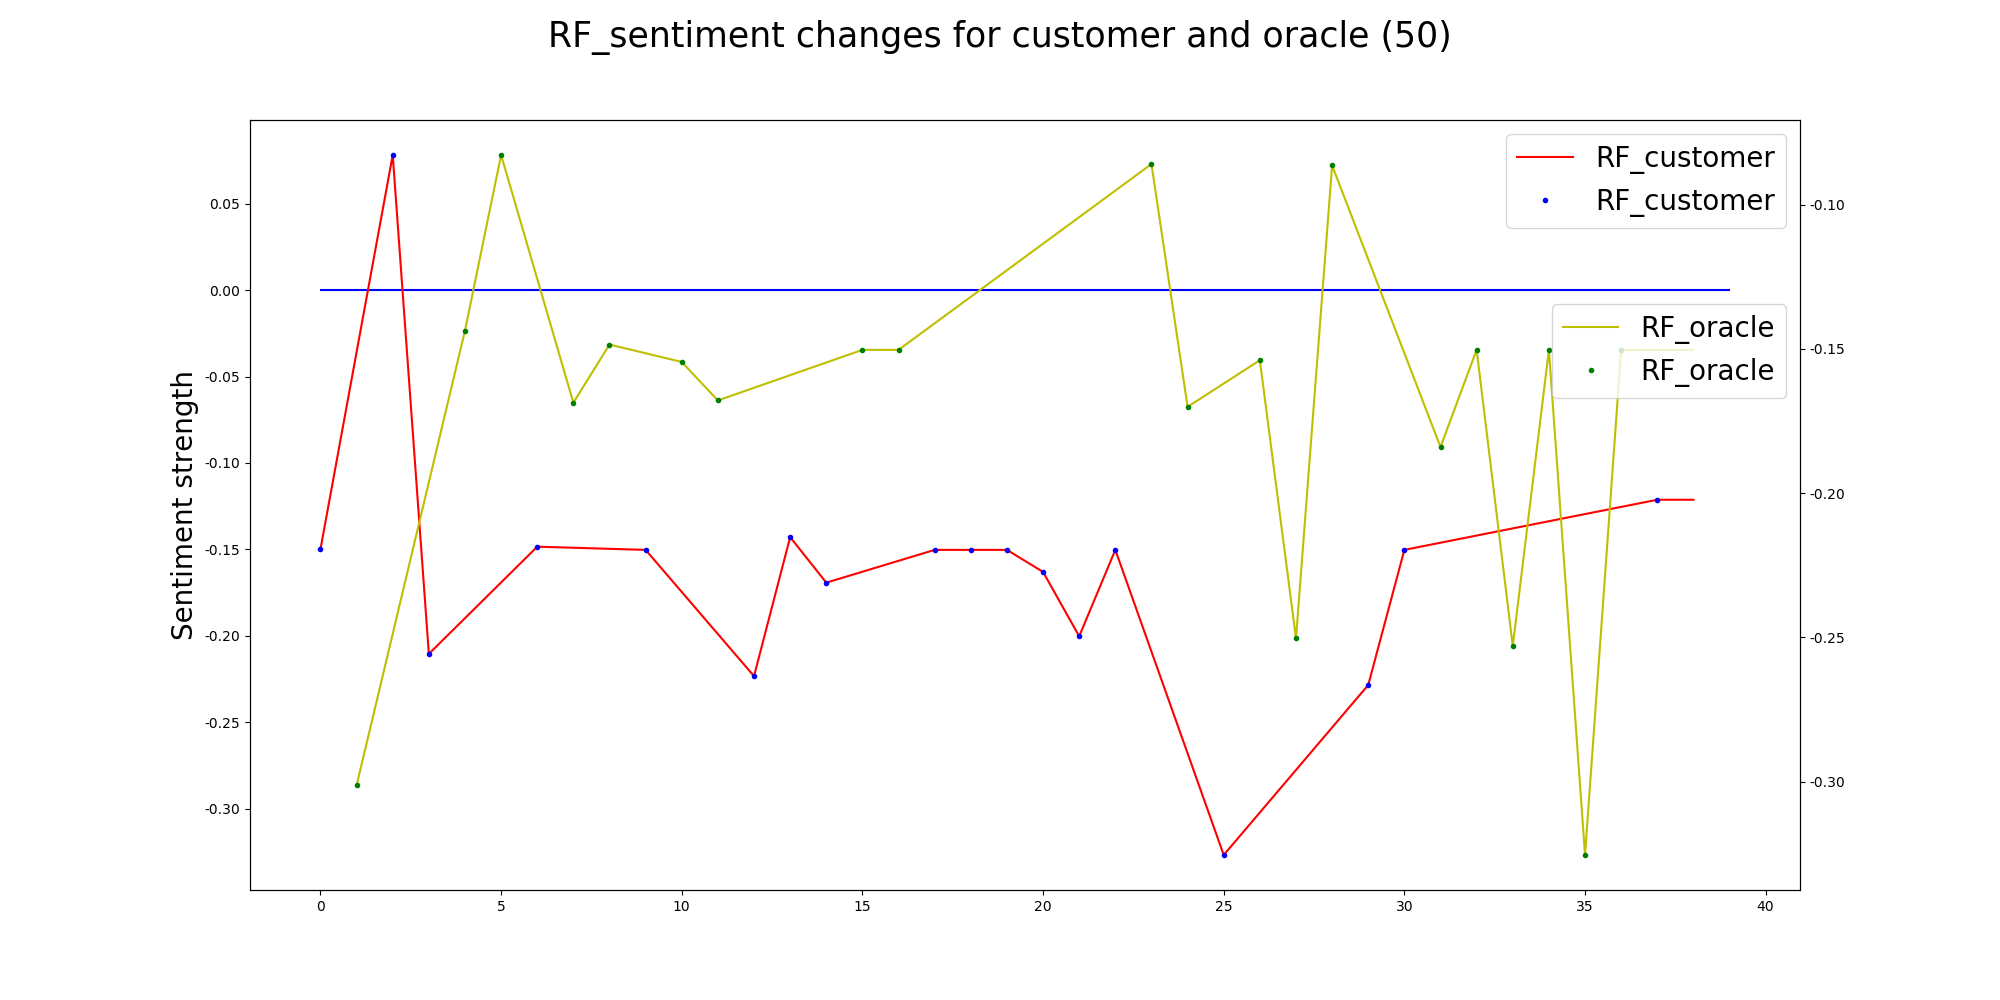 RF_sentiment changes for customer and oracle (50)
RF_customer
RF_customer
RF_oracle
RF_oracle
Sentiment strength
0.05
0.00
-0.05
-0.10
-0.15
-0.20
-0.25
-0.30
-0.10
-0.15
-0.20
-0.25
-0.30
0 5 10 15 20 25 30 35 40